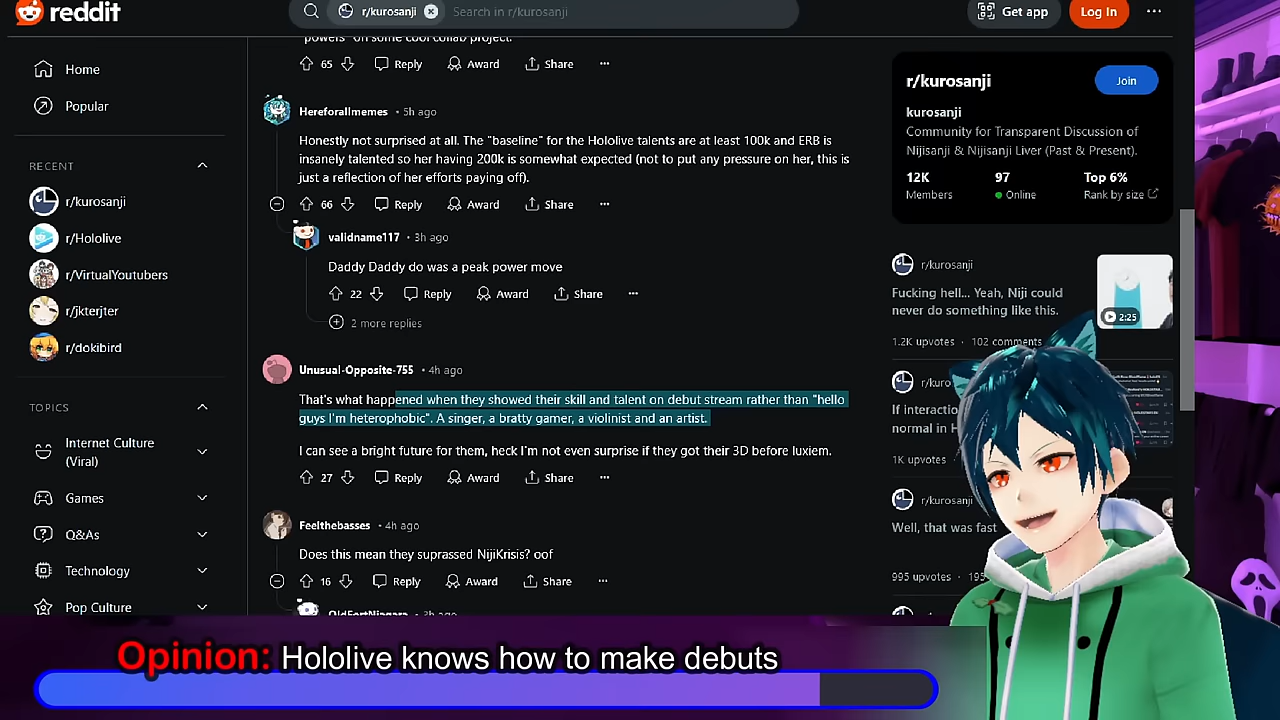 reddit
r/kurosanji
Search in r/kurosanji
Get app
Log In
"powers" on some cool collab project.
65
Reply
Award
Share
Home
Popular
RECENT
r/kurosanji
r/Hololive
r/VirtualYoutubers
r/jkterjter
r/dokibird
TOPICS
Internet Culture
(Viral)
Games
Q&As
Technology
Pop Culture
Hereforallmemes • 5h ago
Honestly not surprised at all. The "baseline" for the Hololive talents are at least 100k and ERB is
insanely talented so her having 200k is somewhat expected (not to put any pressure on her, this is
just a reflection of her efforts paying off).
66
Reply
Award
Share
validname117 • 3h ago
Daddy Daddy do was a peak power move
22
Reply
Award
Share
2 more replies
Unusual-Opposite-755 • 4h ago
That's what happened when they showed their skill and talent on debut stream rather than "hello
guys I'm heterophobic". A singer, a bratty gamer, a violinist and an artist.
I can see a bright future for them, heck I'm not even surprise if they got their 3D before luxiem.
27
Reply
Award
Share
Feelthebasses • 4h ago
Does this mean they suprassed NijiKrisis? oof
16
Reply
Award
Share
OldFortNiagara • 3h ago
r/kurosanji
Join
kurosanji
Community for Transparent Discussion of
Nijisanji & Nijisanji Liver (Past & Present).
12K
97
Top 6%
Members
Online
Rank by size
r/kurosanji
Fucking hell... Yeah, Niji could
never do something like this.
2:25
1.2K upvotes • 102 comments
r/kuro
If interactio
normal in H
1K upvotes
r/kurosanji
Well, that was fast
995 upvotes • 195
Opinion: Hololive knows how to make debuts